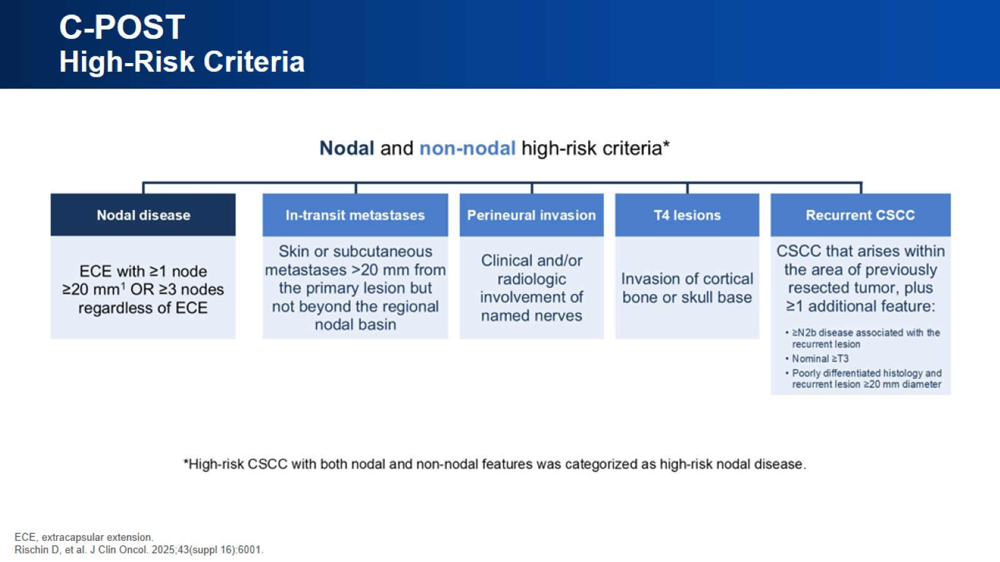 C-POST
High-Risk Criteria
Nodal and non-nodal high-risk criteria*
Nodal disease
ECE with ≥1 node
≥20 mm¹ OR ≥3 nodes
regardless of ECE
In-transit metastases
Skin or subcutaneous
metastases >20 mm from
the primary lesion but
not beyond the regional
nodal basin
Perineural invasion
Clinical and/or
radiologic
involvement of
named nerves
T4 lesions
Invasion of cortical
bone or skull base
Recurrent CSCC
CSCC that arises within
the area of previously
resected tumor, plus
≥1 additional feature:
• ≥N2b disease associated with the
recurrent lesion
• Nominal ≥T3
• Poorly differentiated histology and
recurrent lesion ≥20 mm diameter
*High-risk CSCC with both nodal and non-nodal features was categorized as high-risk nodal disease.
ECE, extracapsular extension.
Rischin D, et al. J Clin Oncol. 2025;43(suppl 16):6001.